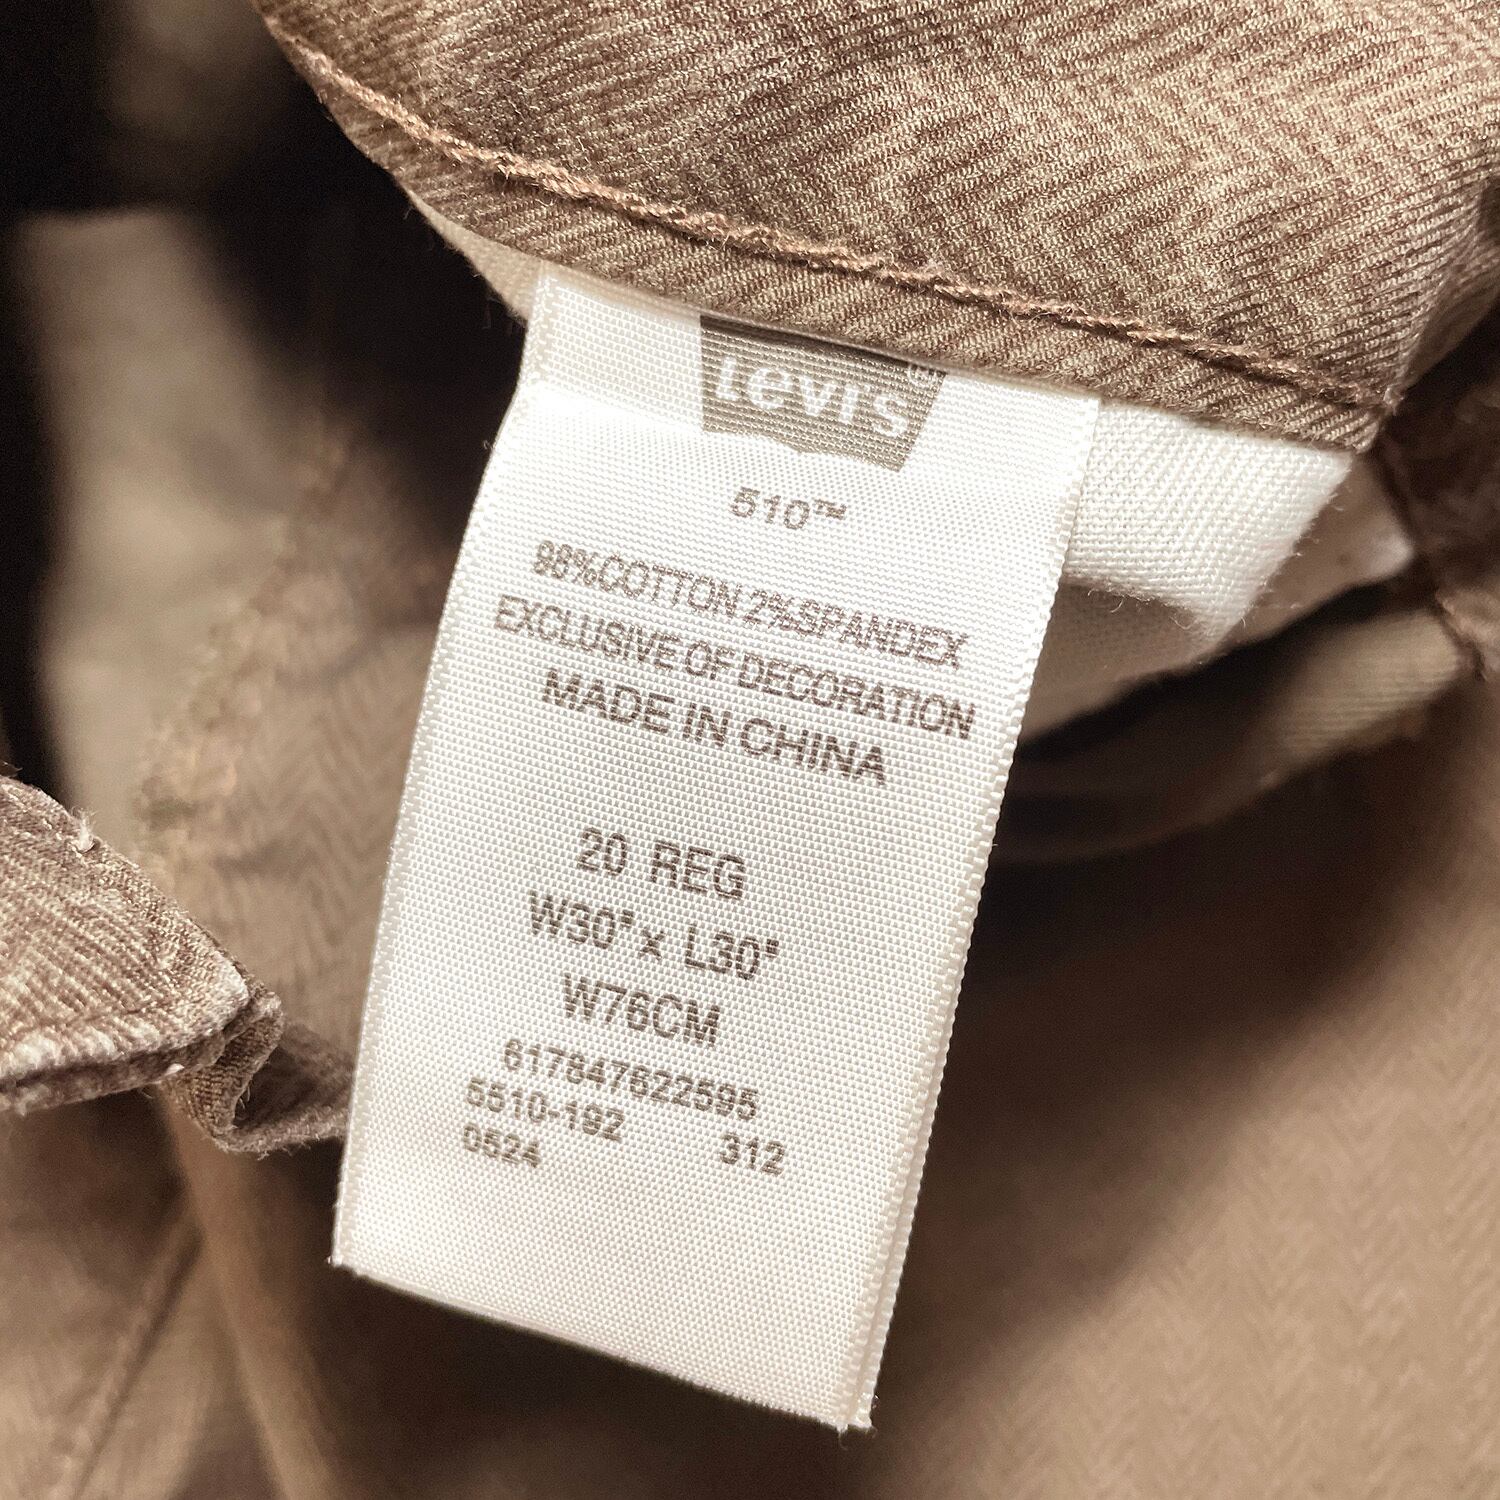 Levi's®
510™
98%COTTON 2%SPANDEX
EXCLUSIVE OF DECORATION
MADE IN CHINA
20 REG
W30" x L30"
W76CM
617847622595
5510-192
312
0524